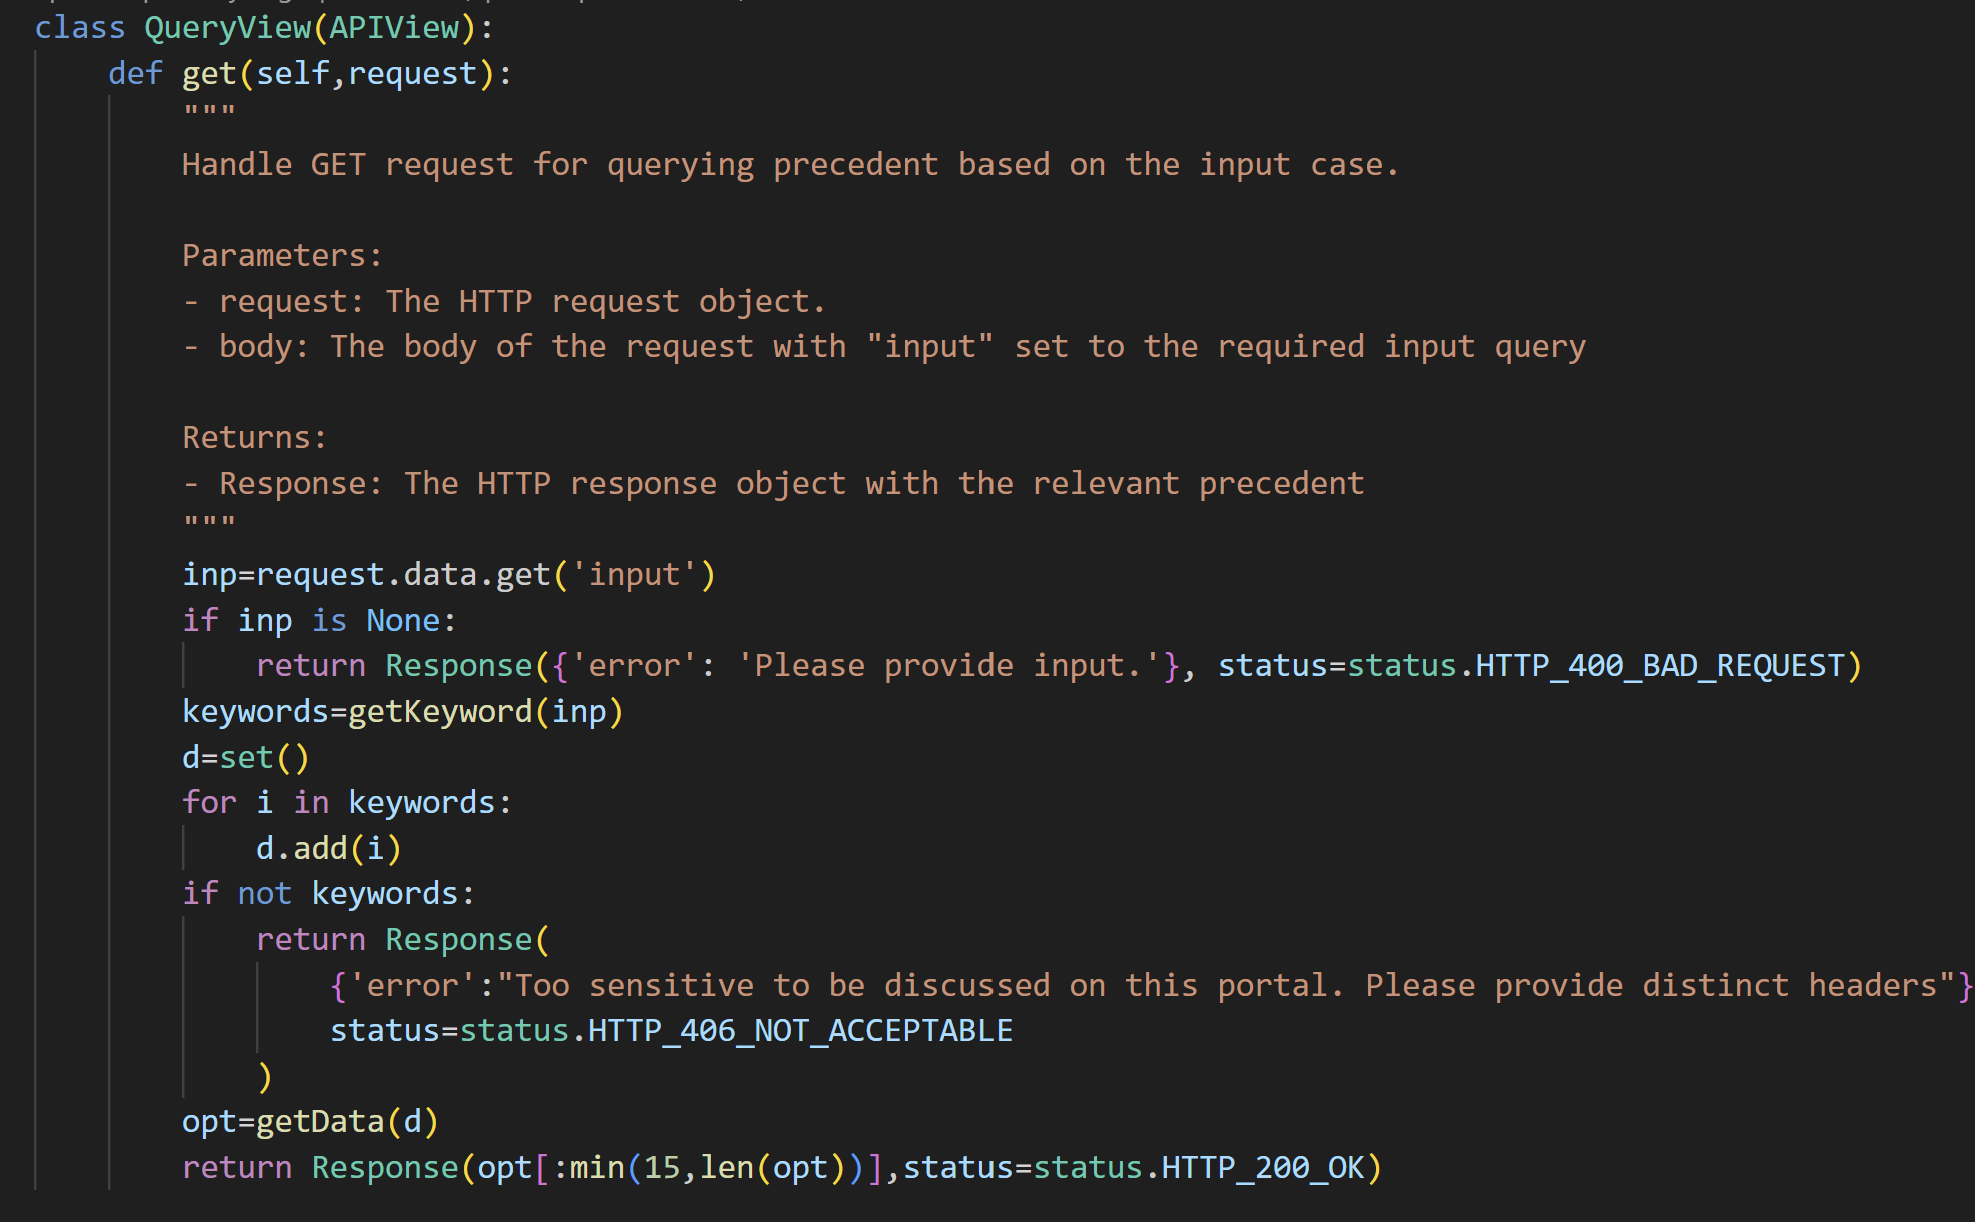 class QueryView(APIView):
    def get(self,request):
        """
        Handle GET request for querying precedent based on the input case.

        Parameters:
        - request: The HTTP request object.
        - body: The body of the request with "input" set to the required input query

        Returns:
        - Response: The HTTP response object with the relevant precedent
        """
        inp=request.data.get('input')
        if inp is None:
            return Response({'error': 'Please provide input.'}, status=status.HTTP_400_BAD_REQUEST)
        keywords=getKeyword(inp)
        d=set()
        for i in keywords:
            d.add(i)
        if not keywords:
            return Response(
                {'error':"Too sensitive to be discussed on this portal. Please provide distinct headers"}
                status=status.HTTP_406_NOT_ACCEPTABLE
            )
        opt=getData(d)
        return Response(opt[:min(15,len(opt))],status=status.HTTP_200_OK)